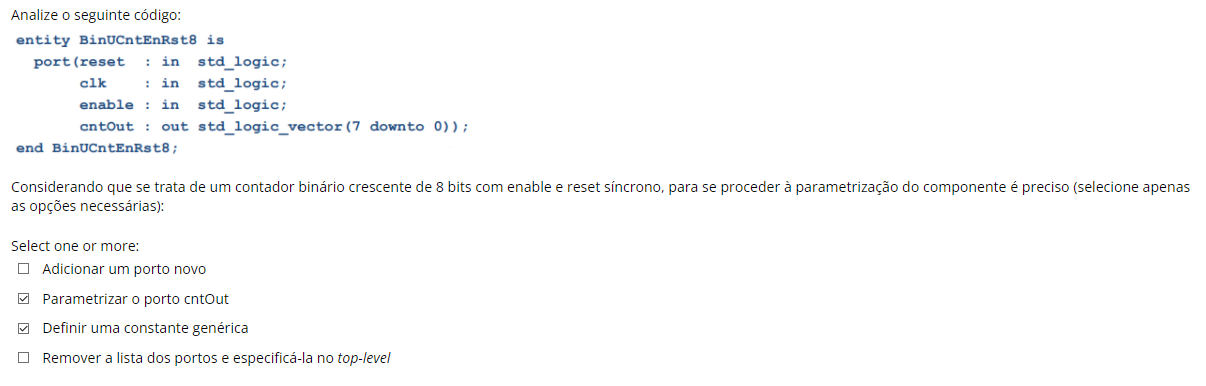 Analize o seguinte código:
entity BinUCntEnRst8 is
port(reset : in std_logic;
clk : in std_logic;
enable : in std_logic;
cntOut : out std_logic_vector(7 downto 0));
end BinUCntEnRst8;
Considerando que se trata de um contador binário crescente de 8 bits com enable e reset síncrono, para se proceder à parametrização do componente é preciso (selecione apenas
as opções necessárias):
Select one or more:
Adicionar um porto novo
Parametrizar o porto cntOut
Definir uma constante genérica
Remover a lista dos portos e especificá-la no top-level